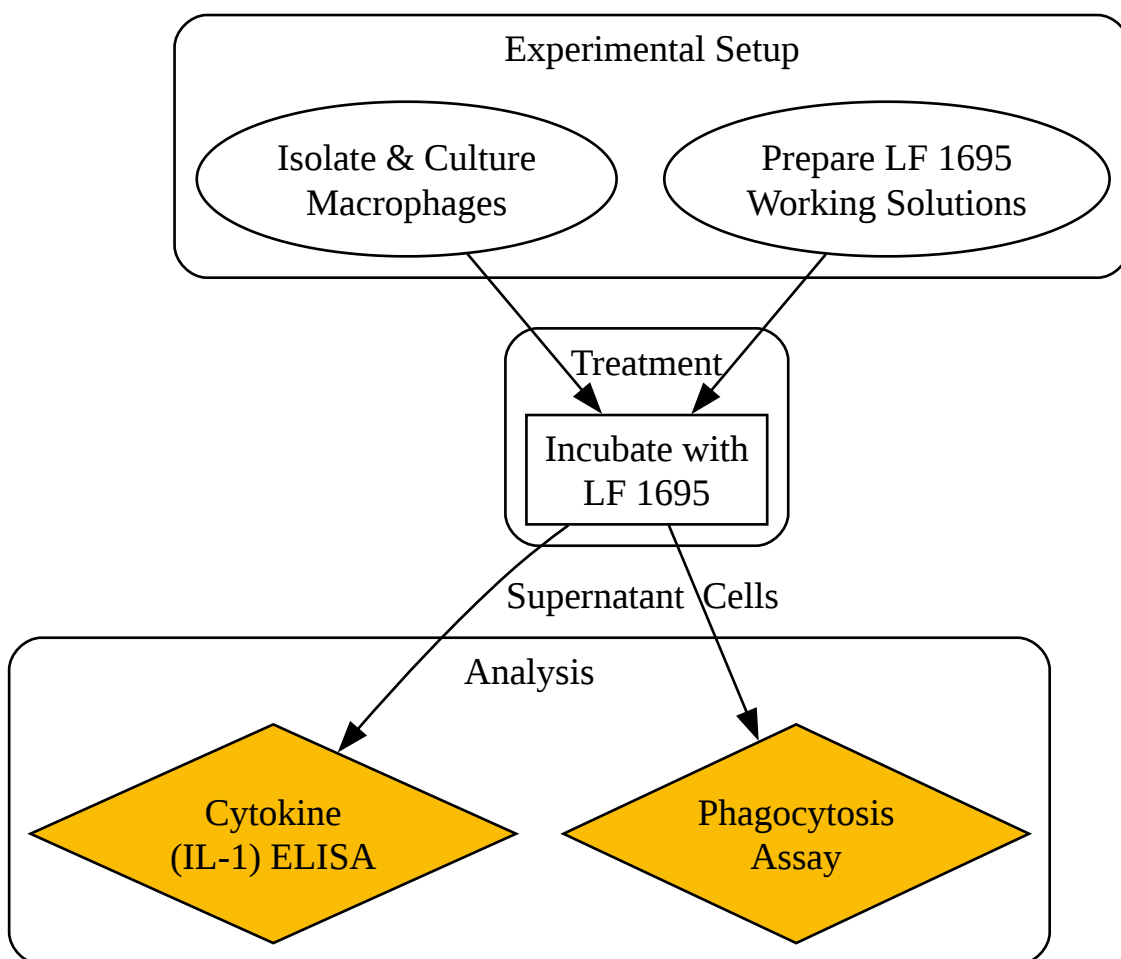 Experimental Setup
Isolate & Culture
Macrophages
Prepare LF 1695
Working Solutions
Treatment
Incubate with
LF 1695
Supernatant
Cells
Analysis
Cytokine
(IL-1) ELISA
Phagocytosis
Assay